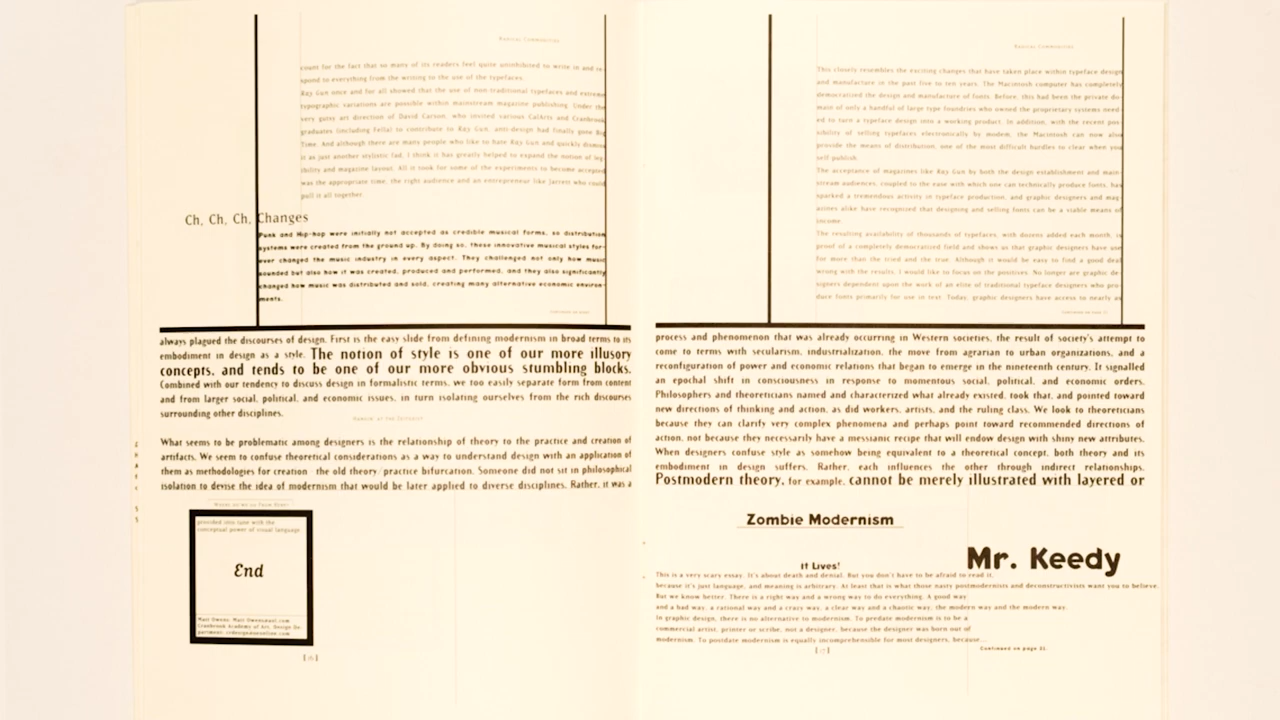 Radical Communities
count for the fact that so many of its readers feel quite uninhibited to write in and re-
spond to everything from the writing to the use of the typefaces.
Ray Gun once and for all showed that the use of non-traditional typefaces and extreme
typographic variations are possible within mainstream magazine publishing. Under the
very gutsy art direction of David Carson, who invited various CalArts and Cranbrook
graduates (including Fella) to contribute to Ray Gun, anti-design had finally gone Big
Time. And although there are many people who like to hate Ray Gun and quickly dismiss
it as just another stylistic fad, I think it has greatly helped to expand the notion of leg-
ibility and magazine layout. All it took for some of the experiments to become accepted
was the appropriate time, the right audience and an entrepreneur like Jarrett who could
pull it all together.
Ch, Ch, Ch, Changes
Punk and Hip-hop were initially not accepted as credible musical forms, so distribution
systems were created from the ground up. By doing so, those innovative musical styles for-
ever changed the music industry in every aspect. They challenged not only how music
sounded but also how it was created, produced and performed, and they also significantly
changed how music was distributed and sold, creating many alternative economic environ-
ments.
always plagued the discourses of design. First is the easy slide from defining modernism in broad terms to its
embodiment in design as a style. The notion of style is one of our more illusory
concepts, and tends to be one of our more obvious stumbling blocks.
Combined with our tendency to discuss design in formalistic terms, we too easily separate form from content
and from larger social, political, and economic issues, in turn isolating ourselves from the rich discourses
surrounding other disciplines.
What seems to be problematic among designers is the relationship of theory to the practice and creation of
artifacts. We seem to confuse theoretical considerations as a way to understand design with an application of
them as methodologies for creation the old theory/practice bifurcation. Someone did not sit in philosophical
isolation to devise the idea of modernism that would be later applied to diverse disciplines. Rather, it was a
provided into tune with the
conceptual power of visual language
End
Cranbrook Academy of Art, Design De-
[16]
Radical Communities
This closely resembles the exciting changes that have taken place within typeface design
and manufacture in the past five to ten years. The Macintosh computer has completely
democratized the design and manufacture of fonts. Before, this had been the private do-
main of only a handful of large type foundries who owned the proprietary systems need-
ed to turn a typeface design into a working product. In addition, with the recent pos-
sibility of selling typefaces electronically by modem, the Macintosh can now also
provide the means of distribution, one of the most difficult hurdles to clear when you
self-publish.
The acceptance of magazines like Ray Gun by both the design establishment and main-
stream audiences, coupled to the ease with which one can technically produce fonts, has
sparked a tremendous activity in typeface production, and graphic designers and mag-
azines alike have recognized that designing and selling fonts can be a viable means of
income.
The resulting availability of thousands of typefaces, with dozens added each month, is
proof of a completely democratized field and shows us that graphic designers have use
for more than the tried and the true. Although it would be easy to find a good deal
wrong with the results, I would like to focus on the positives. No longer are graphic de-
signers dependent upon the work of an elite of traditional typeface designers who pro-
duce fonts primarily for use in text. Today, graphic designers have access to nearly as
process and phenomenon that was already occurring in Western societies, the result of society's attempt to
come to terms with secularism, industrialization, the move from agrarian to urban organizations, and a
reconfiguration of power and economic relations that began to emerge in the nineteenth century. It signalled
an epochal shift in consciousness in response to momentous social, political, and economic orders.
Philosophers and theoreticians named and characterized what already existed, took that, and pointed toward
new directions of thinking and action, as did workers, artists, and the ruling class. We look to theoreticians
because they can clarify very complex phenomena and perhaps point toward recommended directions of
action, not because they necessarily have a messianic recipe that will endow design with shiny new attributes.
When designers confuse style as somehow being equivalent to a theoretical concept, both theory and its
embodiment in design suffers. Rather, each influences the other through indirect relationships.
Postmodern theory, for example, cannot be merely illustrated with layered or
Zombie Modernism
Mr. Keedy
It Lives!
This is a very scary essay. It's about death and denial. But you don't have to be afraid to read it,
because it's just language, and meaning is arbitrary. At least that is what those nasty postmodernists and deconstructivists want you to believe.
But we know better. There is a right way and a wrong way to do everything. A good way
and a bad way, a rational way and a crazy way, a clear way and a chaotic way, the modern way and the modern way.
In graphic design, there is no alternative to modernism. To predate modernism is to be a
commercial artist, printer or scribe, not a designer, because the designer was born out of
modernism. To postdate modernism is equally incomprehensible for most designers, because...
Continued on page 51.
[17]